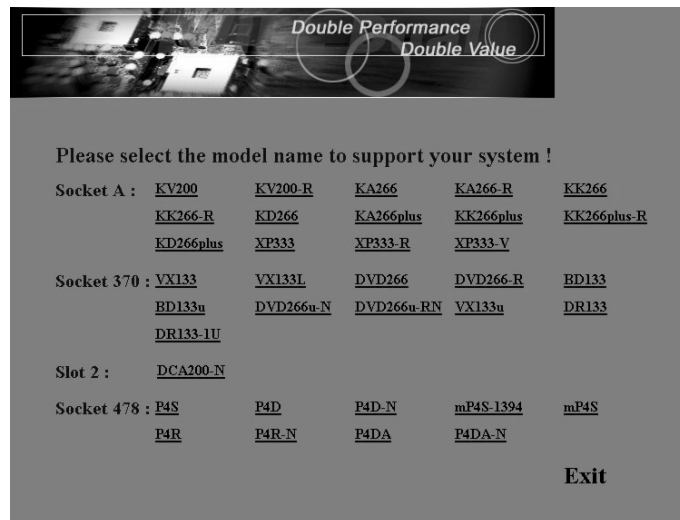 Double Performance
Double Value
Please select the model name to support your system !
Socket A : KV200 KV200-R KA266 KA266-R KK266
KK266-R KD266 KA266plus KK266plus KK266plus-R
KD266plus XP333 XP333-R XP333-V
Socket 370 : VX133 VX133L DVD266 DVD266-R BD133
BD133u DVD266u-N DVD266u-RN VX133u DR133
DR133-1U
Slot 2 : DCA200-N
Socket 478 : P4S P4D P4D-N mP4S-1394 mP4S
P4R P4R-N P4DA P4DA-N
Exit